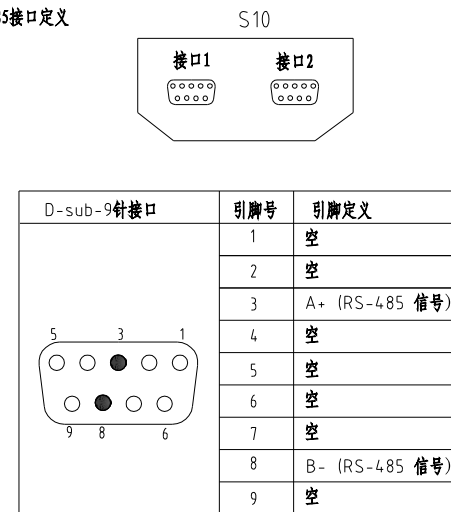 5接口定义
S10
接口1 接口2
D-sub-9针接口 引脚号 引脚定义
1 空
2 空
3 A+ (RS-485 信号)
4 空
5 空
6 空
7 空
8 B- (RS-485 信号)
9 空
5 3 1
9 8 6